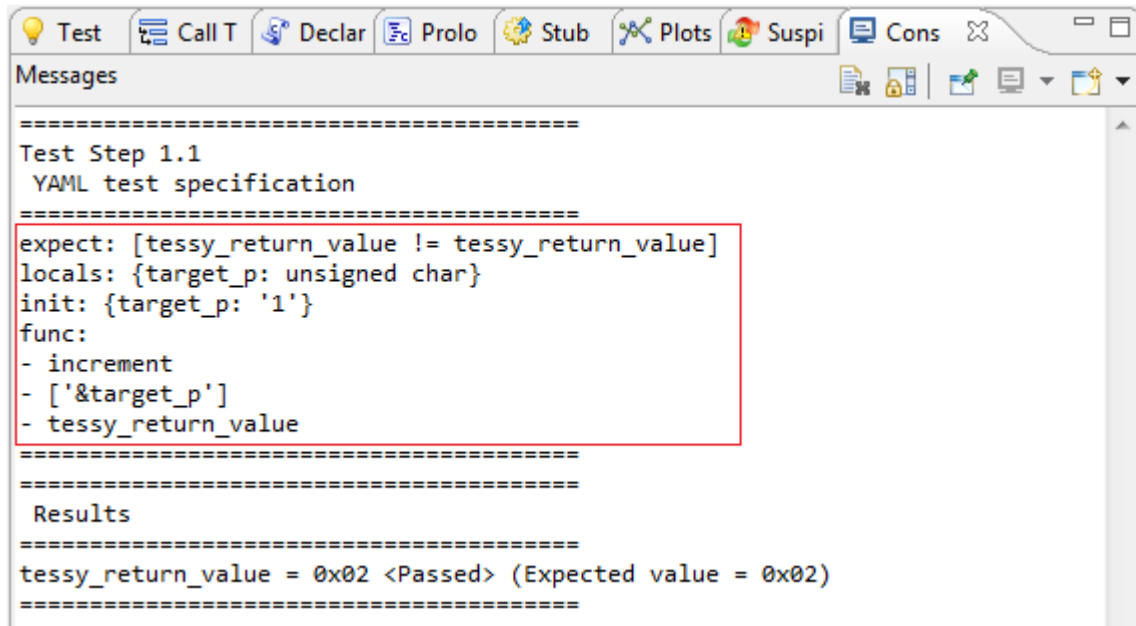 Test Call T Declar Prolo Stub Plots Suspi Cons
Messages
========================================
Test Step 1.1
YAML test specification
========================================
expect: [tessy_return_value != tessy_return_value]
locals: {target_p: unsigned char}
init: {target_p: '1'}
func:
- increment
- ['&target_p']
- tessy_return_value
========================================
========================================
Results
========================================
tessy_return_value = 0x02 <Passed> (Expected value = 0x02)
========================================